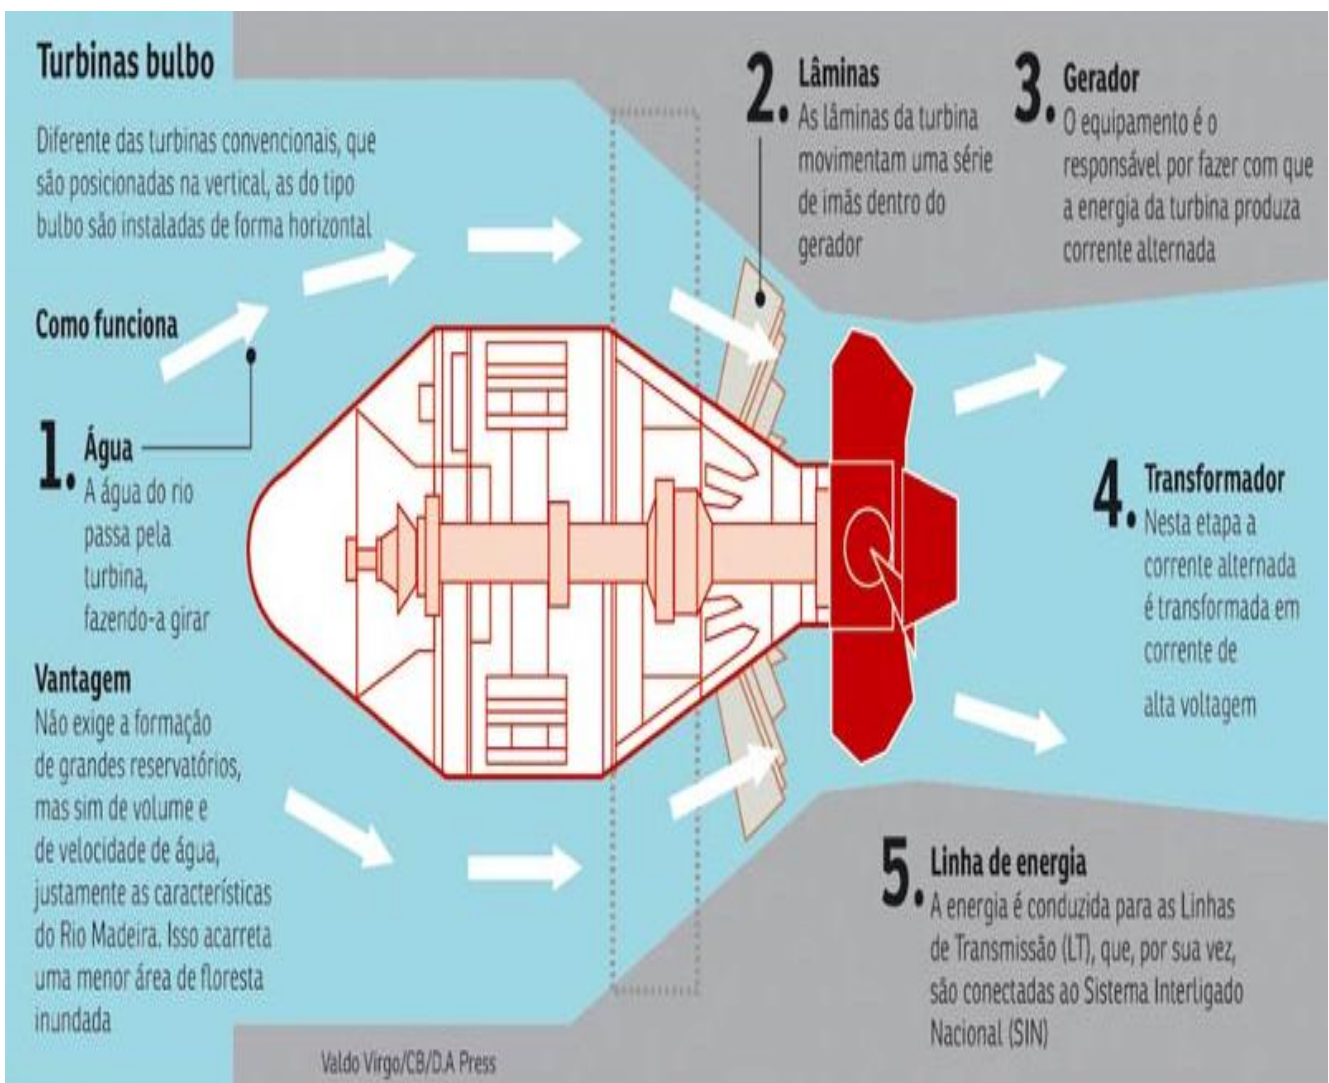 Turbinas bulbo
Diferente das turbinas convencionais, que
são posicionadas na vertical, as do tipo
bulbo são instaladas de forma horizontal
Como funciona
1. Água
A água do rio
passa pela
turbina,
fazendo-a girar
Vantagem
Não exige a formação
de grandes reservatórios,
mas sim de volume e
de velocidade de água,
justamente as características
do Rio Madeira. Isso acarreta
uma menor área de floresta
inundada
2. Lâminas
As lâminas da turbina
movimentam uma série
de imãs dentro do
gerador
3. Gerador
O equipamento é o
responsável por fazer com que
a energia da turbina produza
corrente alternada
4. Transformador
Nesta etapa a
corrente alternada
é transformada em
corrente de
alta voltagem
5. Linha de energia
A energia é conduzida para as Linhas
de Transmissão (LT), que, por sua vez,
são conectadas ao Sistema Interligado
Nacional (SIN)
Valdo Virgo/CB/D.A Press